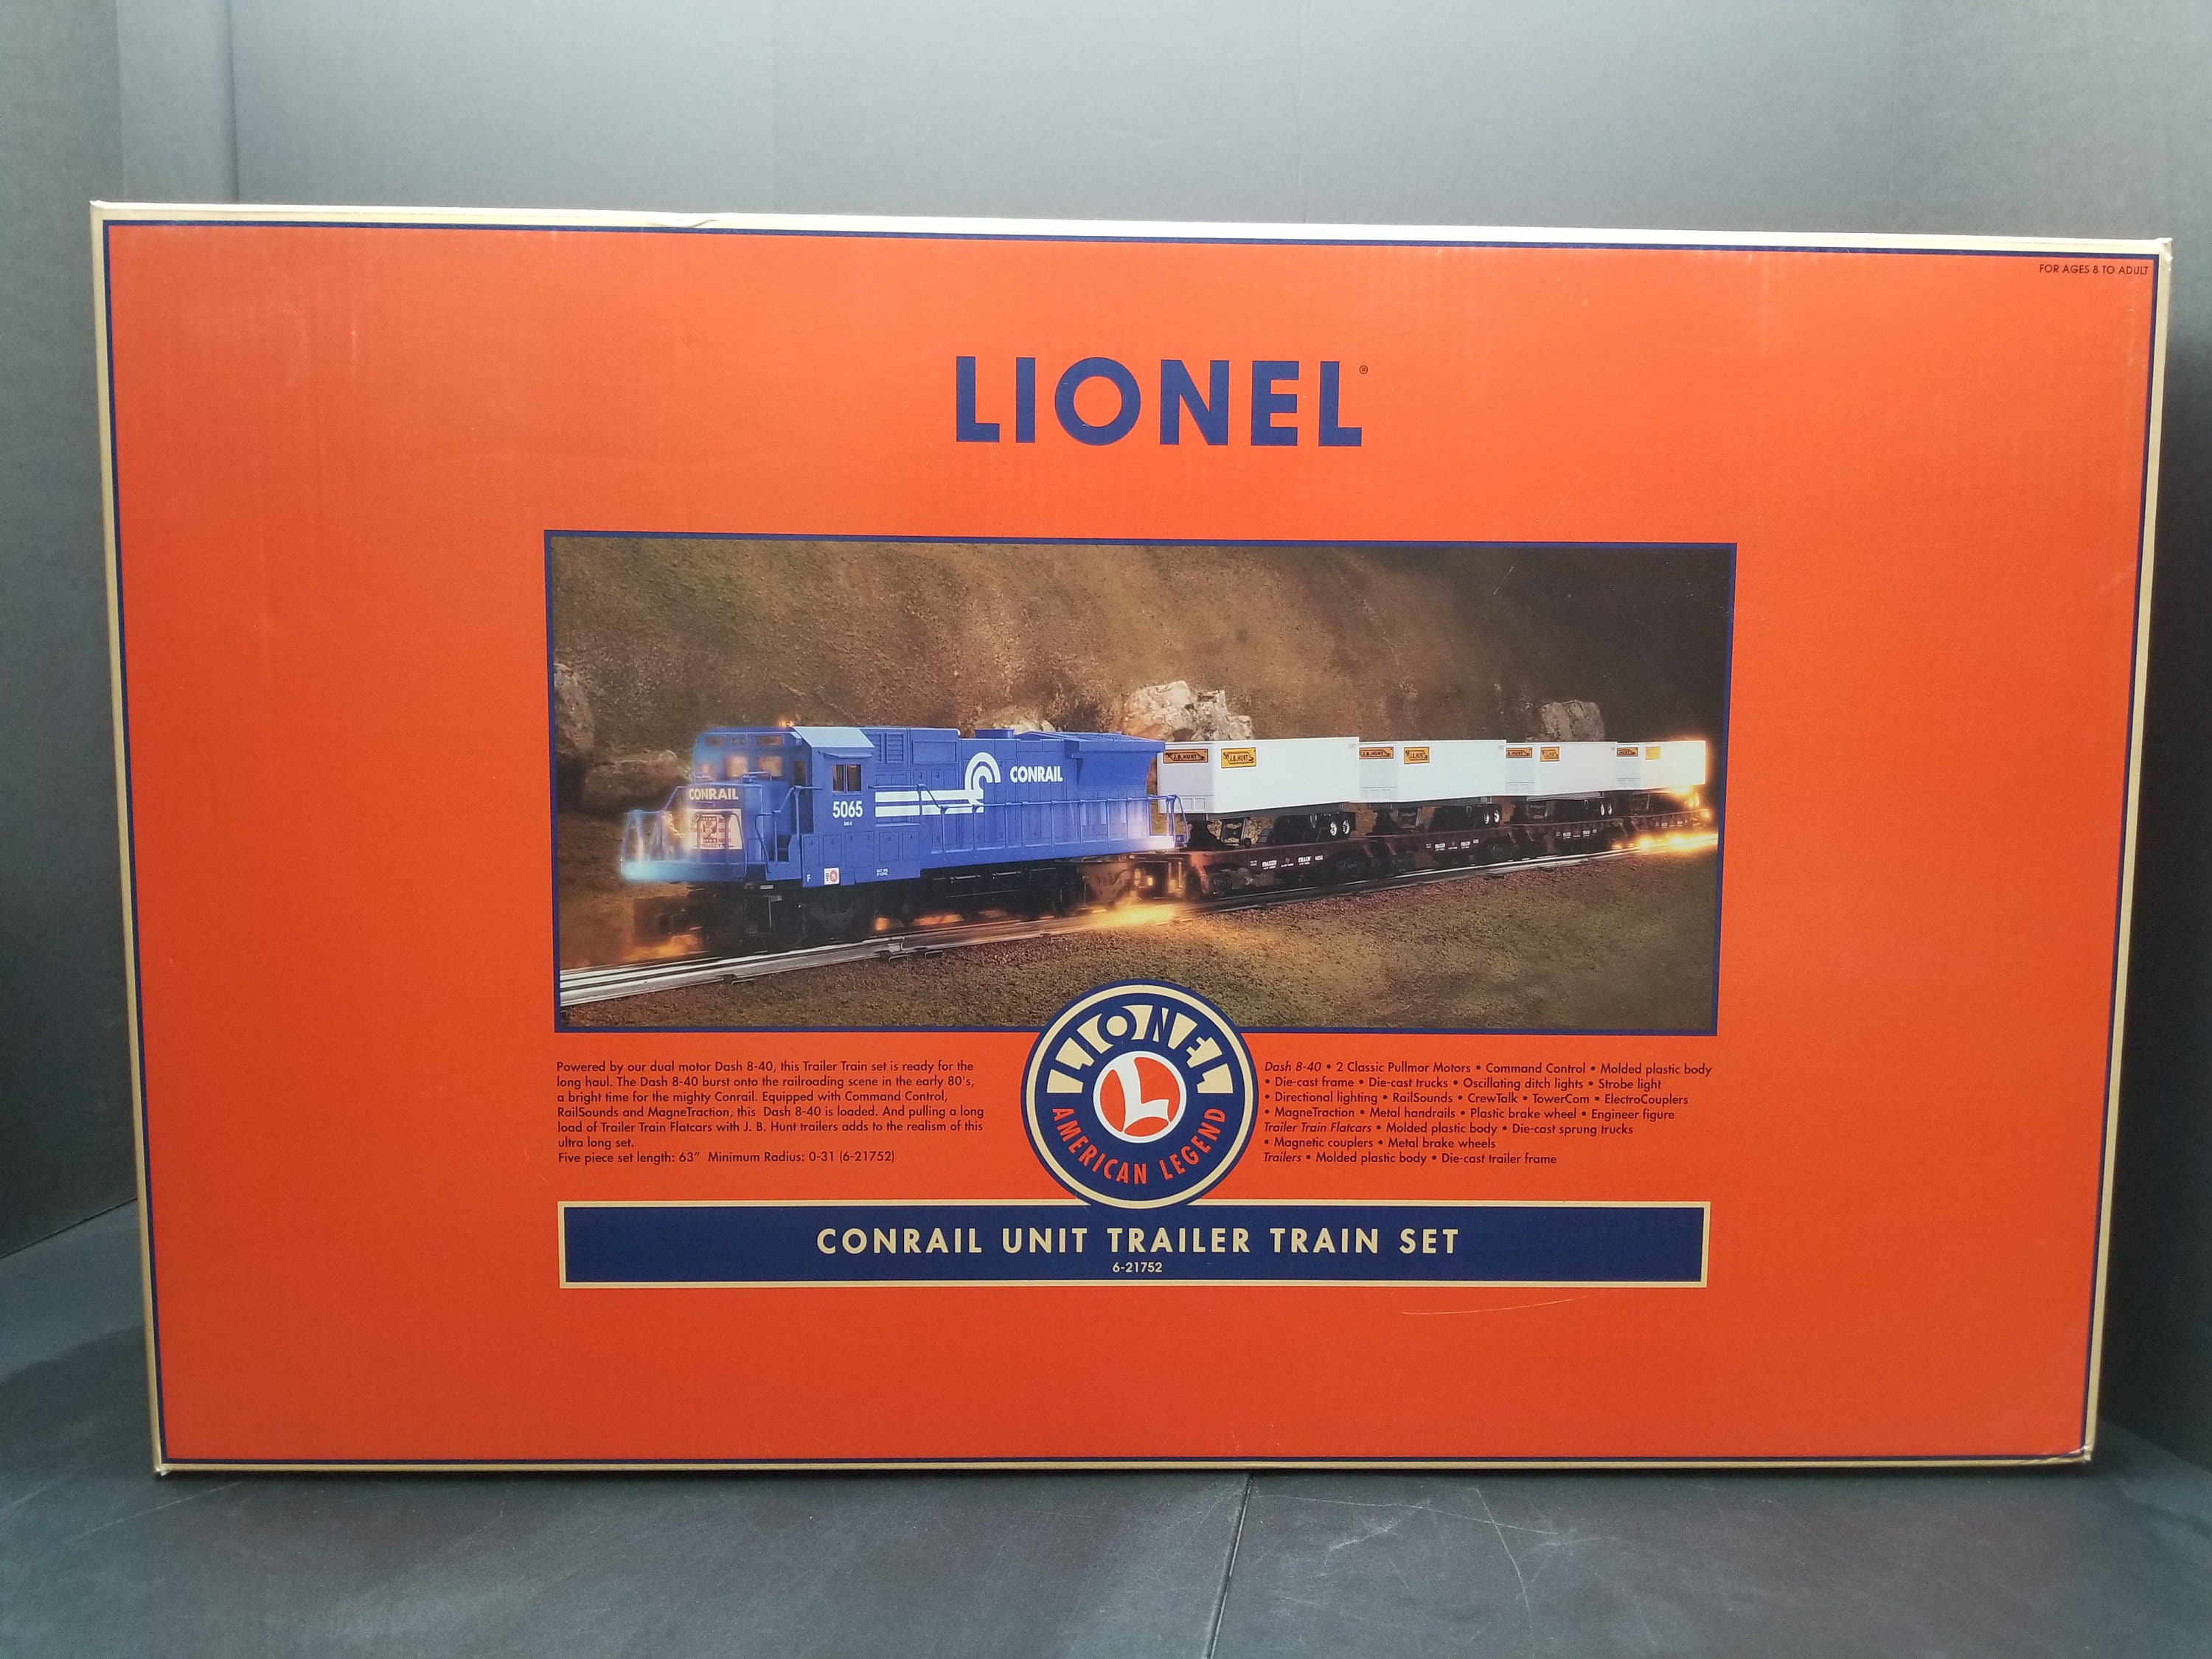 FOR AGES 8 TO ADULT
LIONEL®
CONRAIL
5065
CONRAIL
J.B. HUNT
J.B. HUNT
J.B. HUNT
J.B. HUNT
Powered by our dual motor Dash 8-40, this Trailer Train set is ready for the
long haul. The Dash 8-40 burst onto the railroading scene in the early 80's,
a bright time for the mighty Conrail. Equipped with Command Control,
RailSounds and MagneTraction, this Dash 8-40 is loaded. And pulling a long
load of Trailer Train Flatcars with J. B. Hunt trailers adds to the realism of this
ultra long set.
Five piece set length: 63" Minimum Radius: 0-31 (6-21752)
LIONEL
L
AMERICAN LEGEND
Dash 8-40 • 2 Classic Pullmor Motors • Command Control • Molded plastic body
• Die-cast frame • Die-cast trucks • Oscillating ditch lights • Strobe light
• Directional lighting • RailSounds • CrewTalk • TowerCom • ElectroCouplers
• MagneTraction • Metal handrails • Plastic brake wheel • Engineer figure
Trailer Train Flatcars • Molded plastic body • Die-cast sprung trucks
• Magnetic couplers • Metal brake wheels
Trailers • Molded plastic body • Die-cast trailer frame
CONRAIL UNIT TRAILER TRAIN SET
6-21752